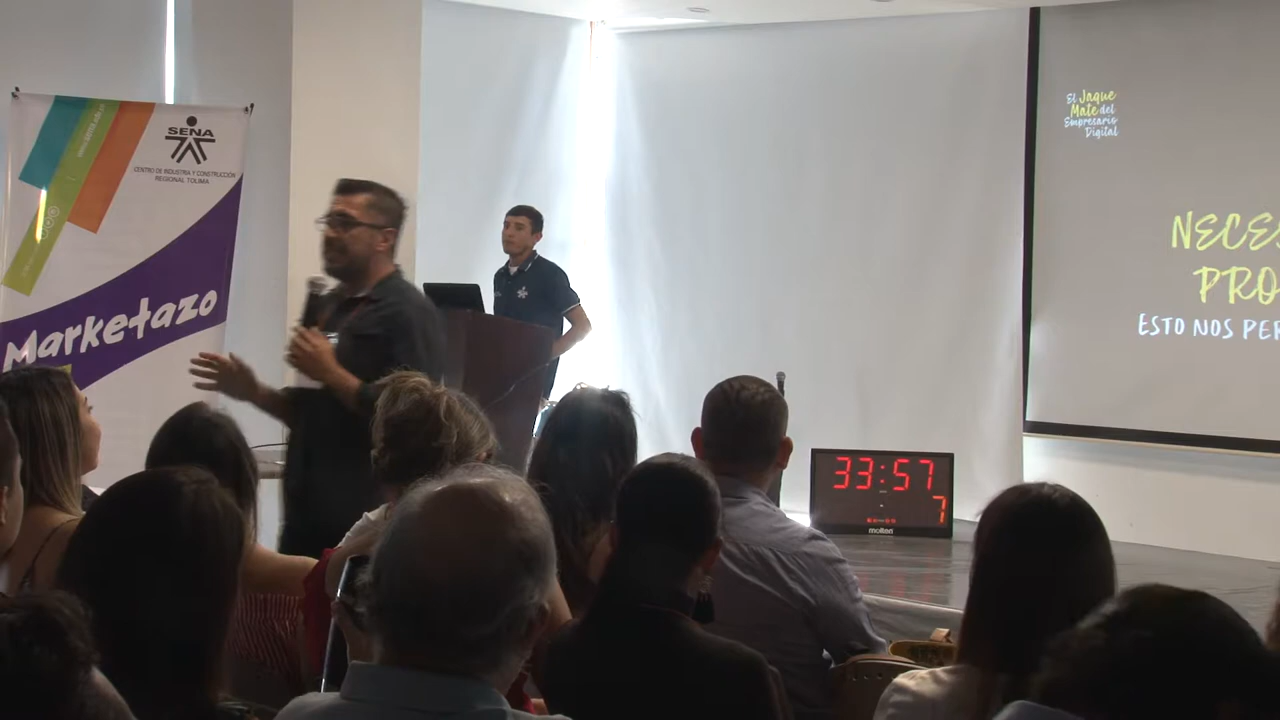 SENA
CENTRO DE INDUSTRIA Y CONSTRUCCIÓN
REGIONAL TOLIMA
Marketazo
El Jaque
Mate del
Empresario
Digital
NECES
PRO
ESTO NOS PER
33:57
7
molten